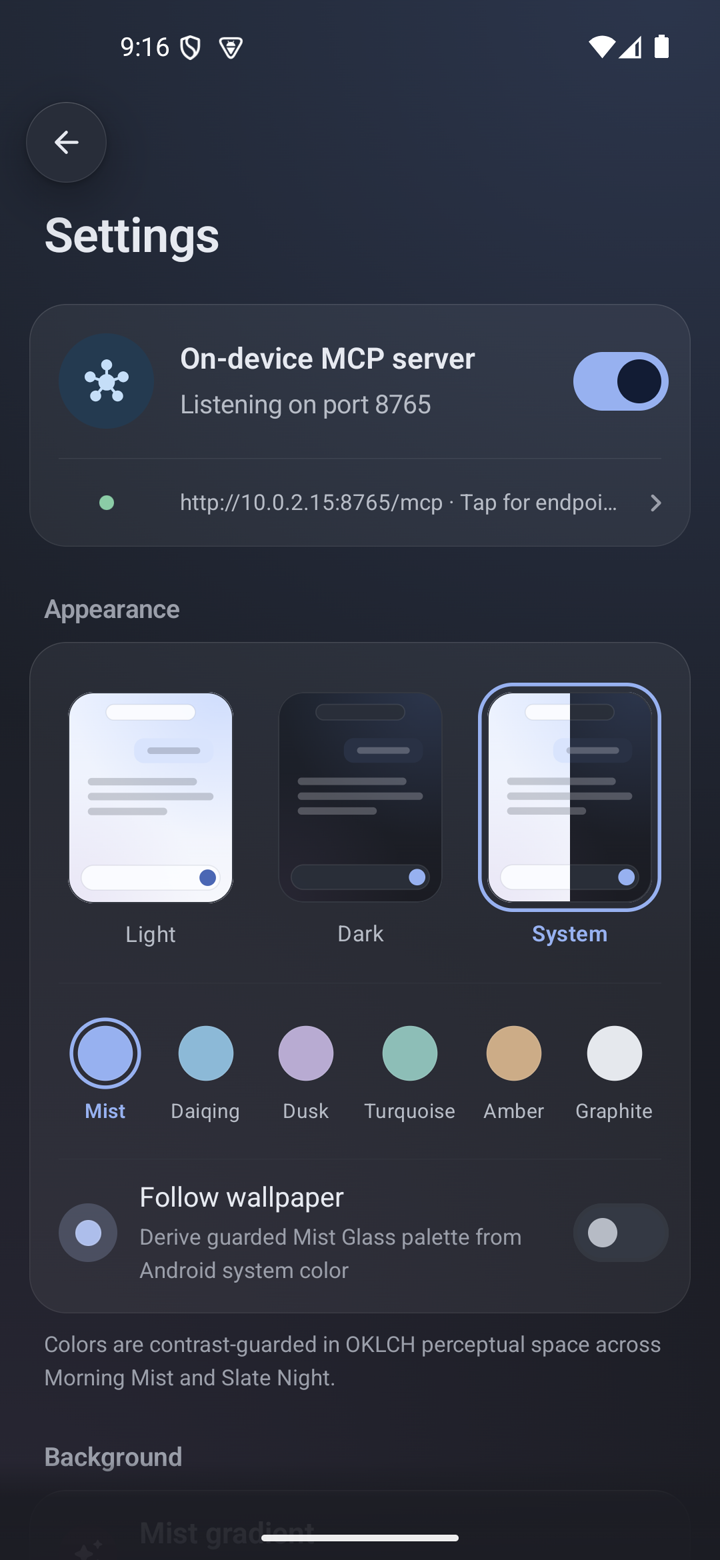 9:16
Settings
On-device MCP server
Listening on port 8765
http://10.0.2.15:8765/mcp · Tap for endpoi…
Appearance
Light
Dark
System
Mist
Daiqing
Dusk
Turquoise
Amber
Graphite
Follow wallpaper
Derive guarded Mist Glass palette from
Android system color
Colors are contrast-guarded in OKLCH perceptual space across
Morning Mist and Slate Night.
Background
Mist gradient